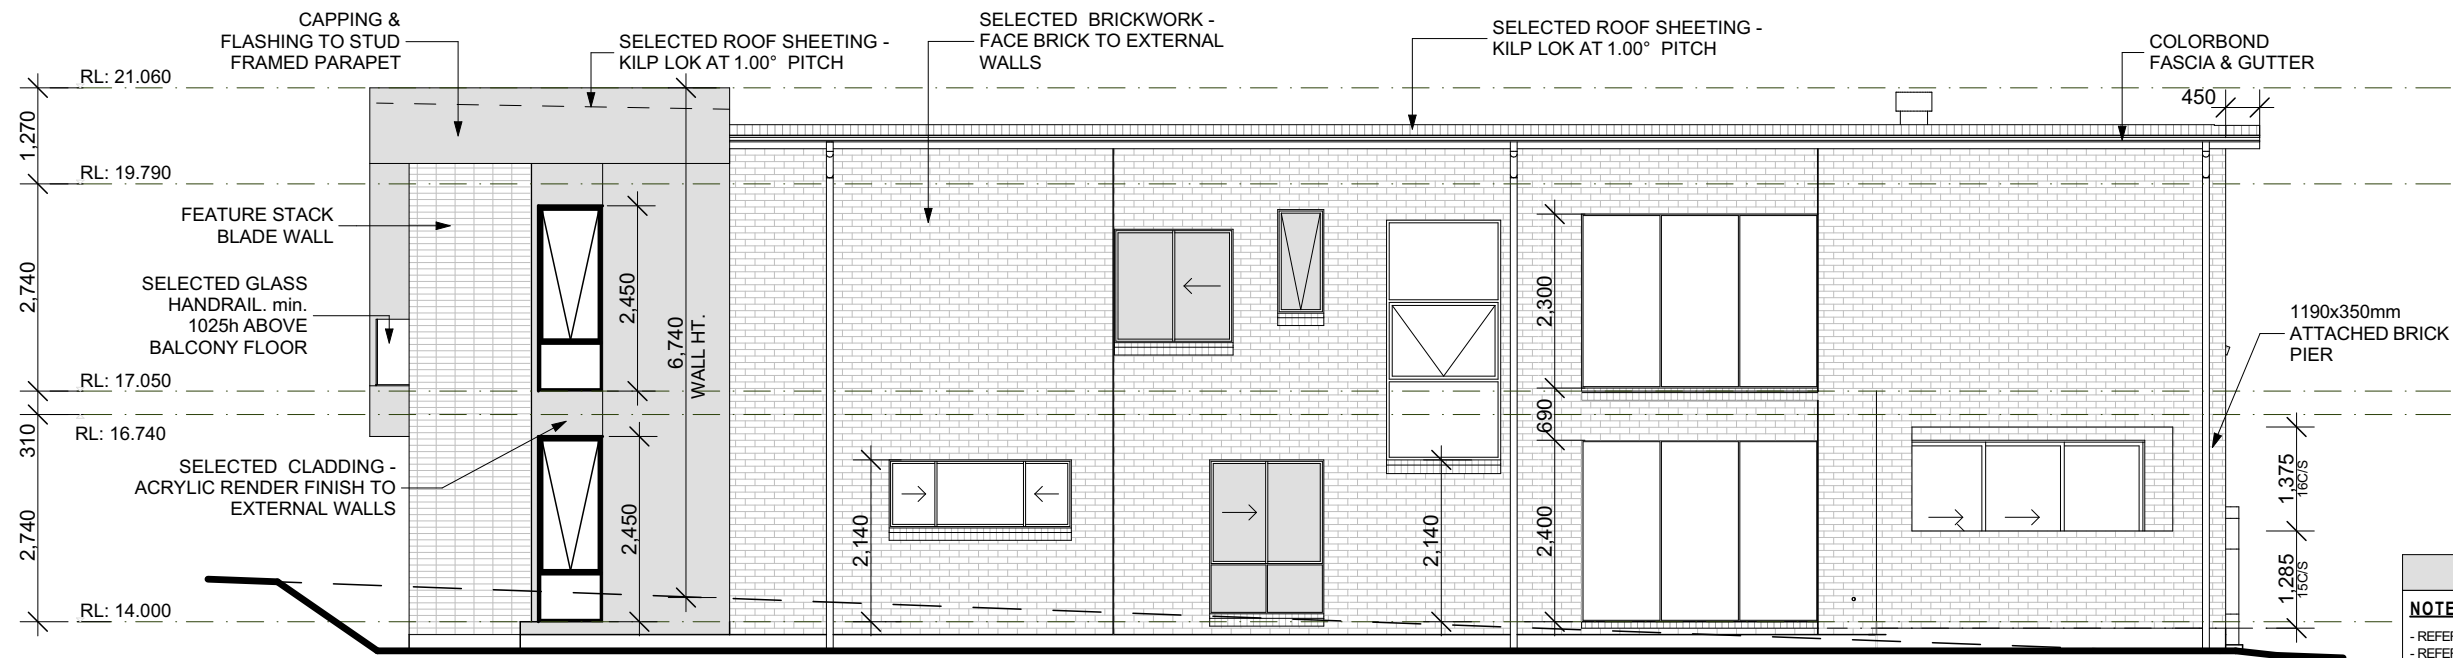 CAPPING &
FLASHING TO STUD
FRAMED PARAPET
SELECTED ROOF SHEETING -
KILP LOK AT 1.00° PITCH
SELECTED BRICKWORK -
FACE BRICK TO EXTERNAL
WALLS
SELECTED ROOF SHEETING -
KILP LOK AT 1.00° PITCH
COLORBOND
FASCIA & GUTTER
RL: 21.060
450
1,270
RL: 19.790
FEATURE STACK
BLADE WALL
2,740
SELECTED GLASS
HANDRAIL. min.
1025h ABOVE
BALCONY FLOOR
2,450
6,740
WALL HT.
2,300
1190x350mm
ATTACHED BRICK
PIER
RL: 17.050
310
RL: 16.740
690
SELECTED CLADDING -
ACRYLIC RENDER FINISH TO
EXTERNAL WALLS
2,740
2,450
2,140
2,140
2,400
1,375
16C/S
1,285
15C/S
RL: 14.000
NOTE
- REFER
- REFER